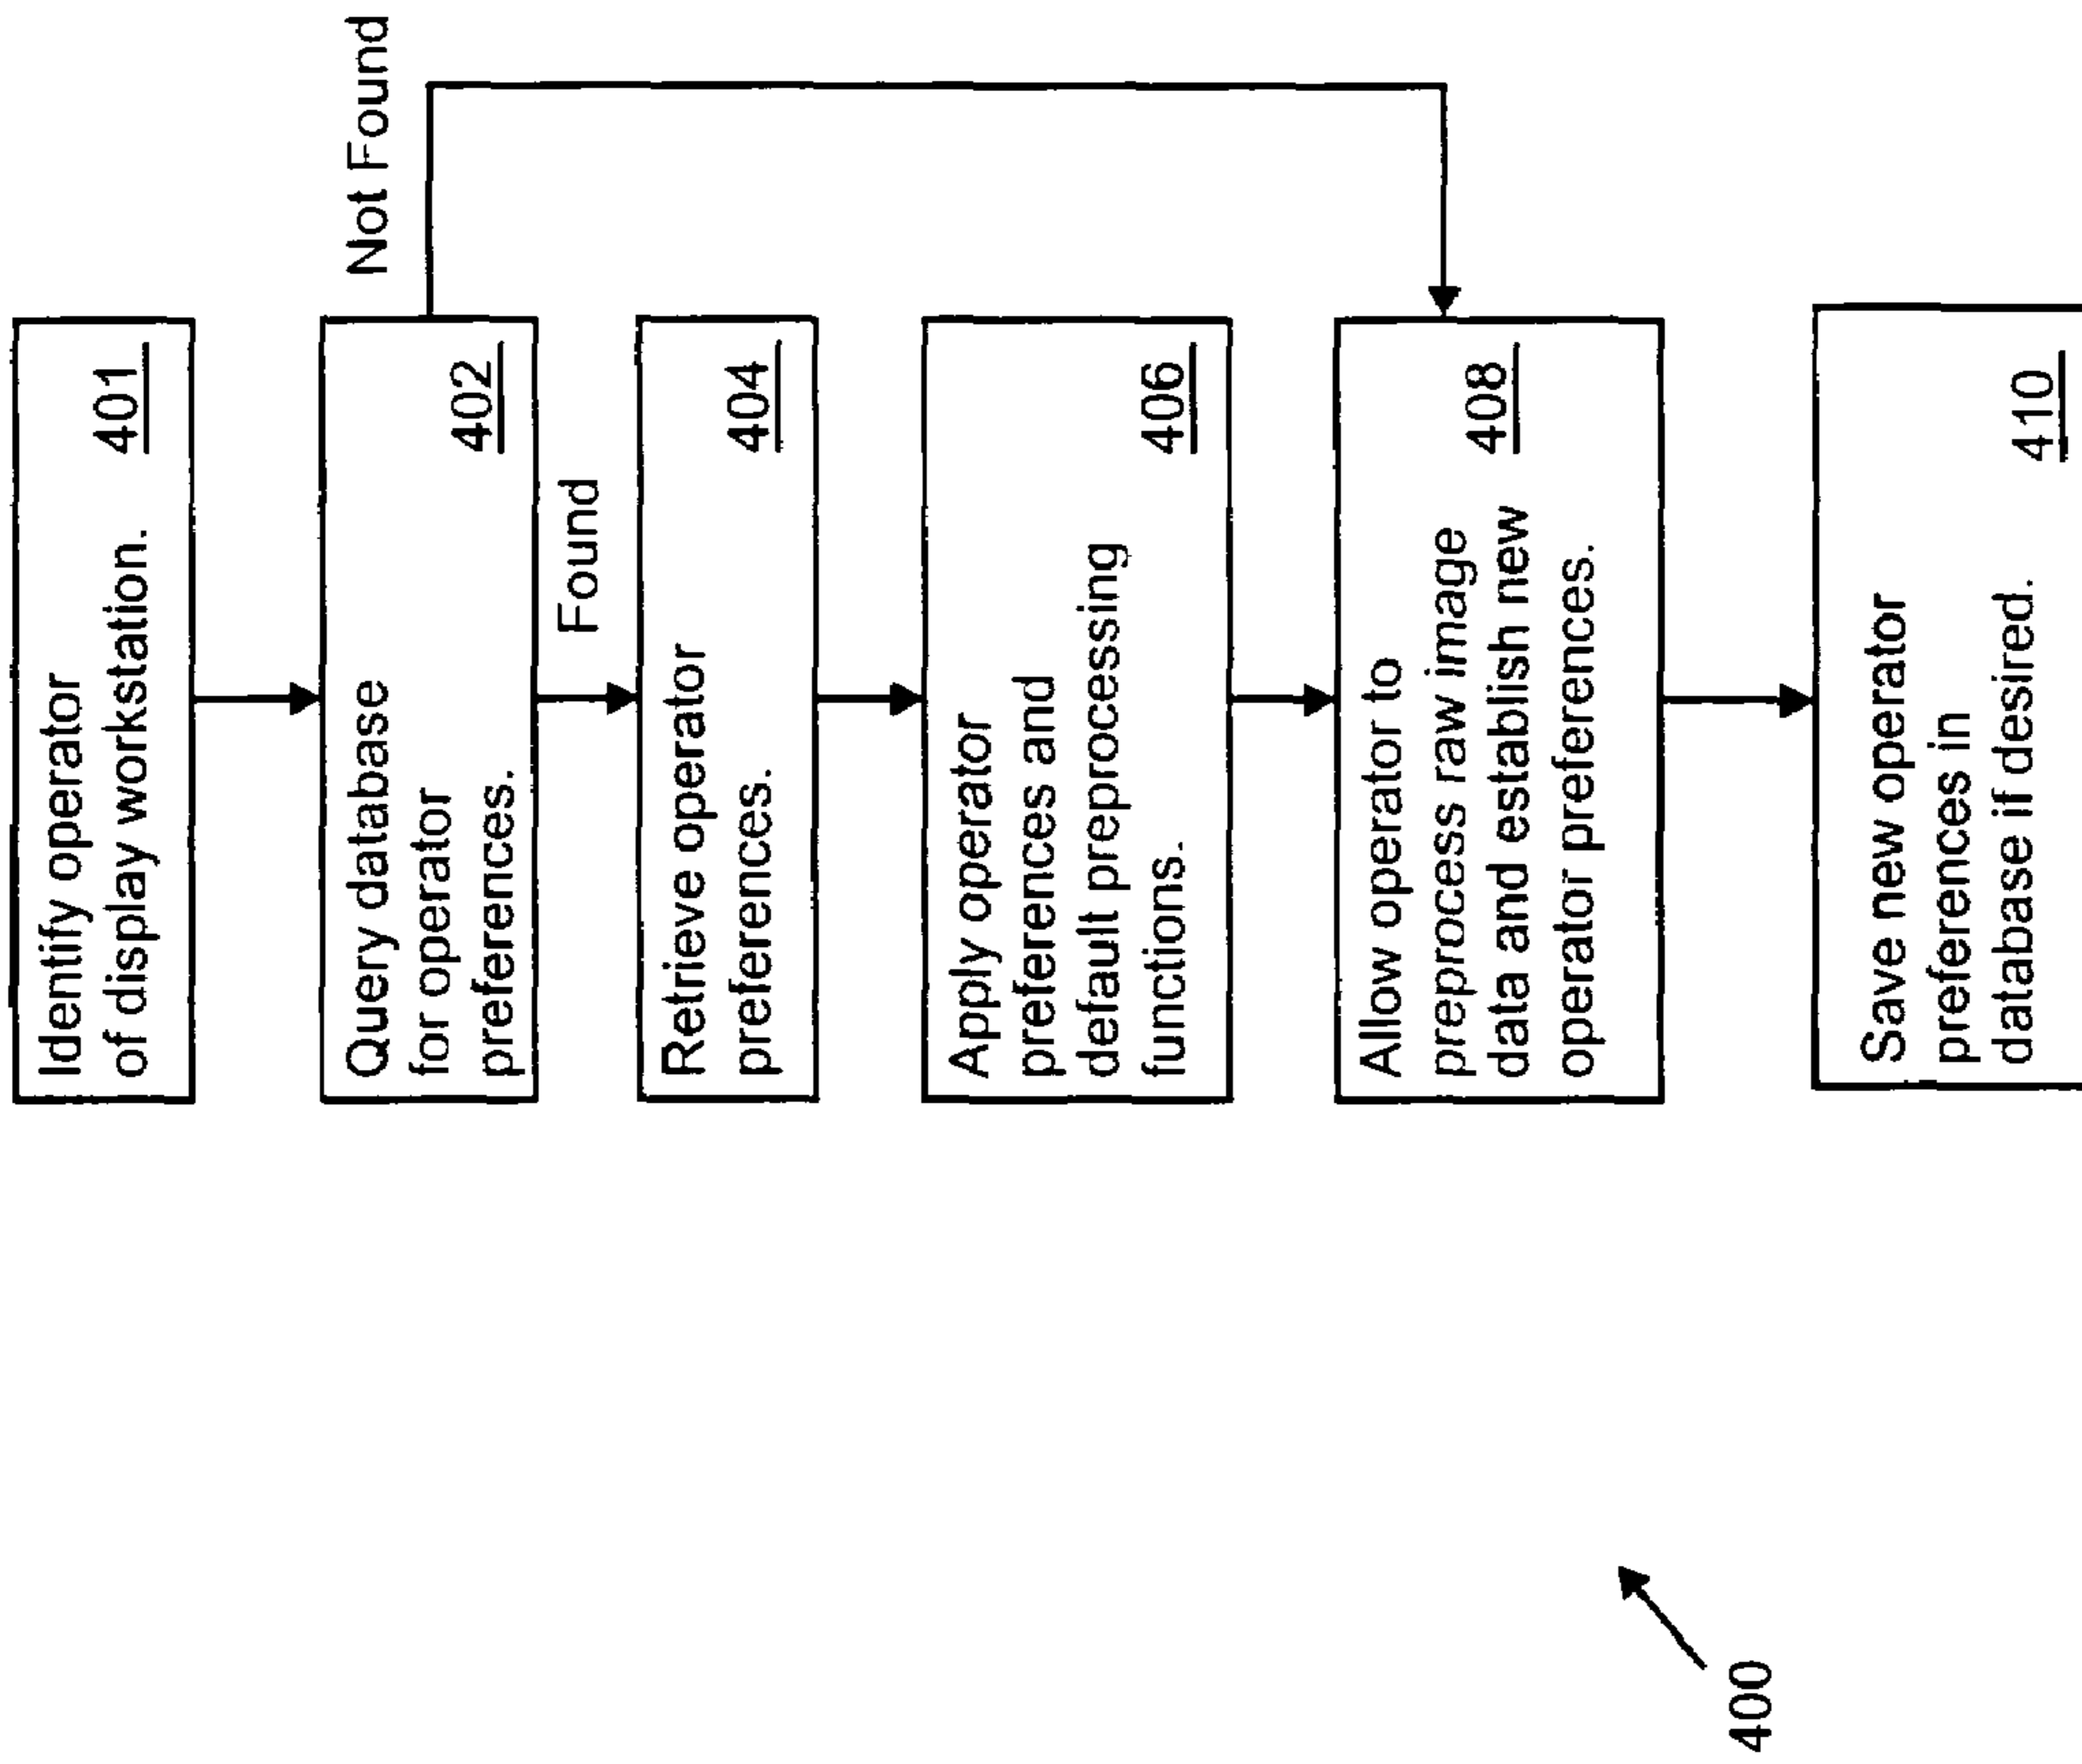 Identify operator
of display workstation.
401
Query database
for operator
preferences.
402
Not Found
Found
Retrieve operator
preferences.
404
Apply operator
preferences and
default preprocessing
functions.
406
Allow operator to
preprocess raw image
data and establish new
operator preferences.
408
Save new operator
preferences in
database if desired.
410
400